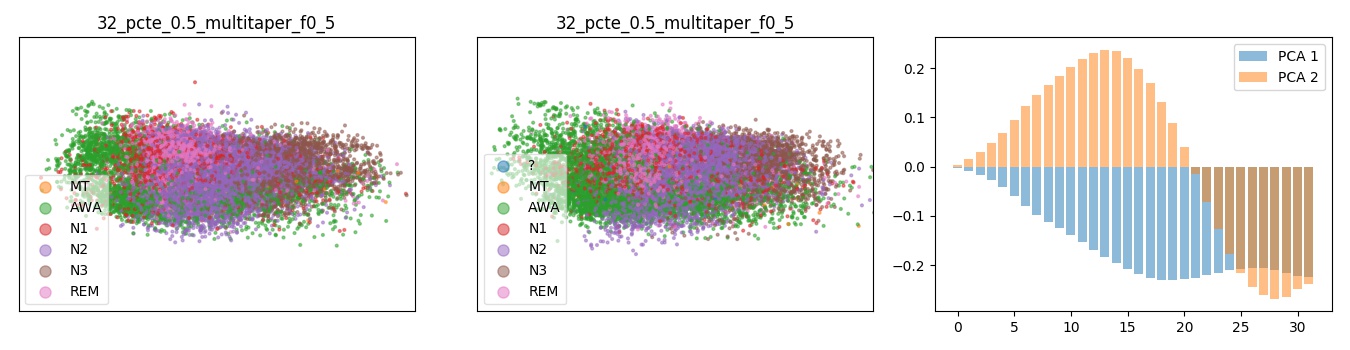 32_pcte_0.5_multitaper_f0_5
MT
AWA
N1
N2
N3
REM
32_pcte_0.5_multitaper_f0_5
?
MT
AWA
N1
N2
N3
REM
PCA 1
PCA 2
0.2
0.1
0.0
−0.1
−0.2
0 5 10 15 20 25 30